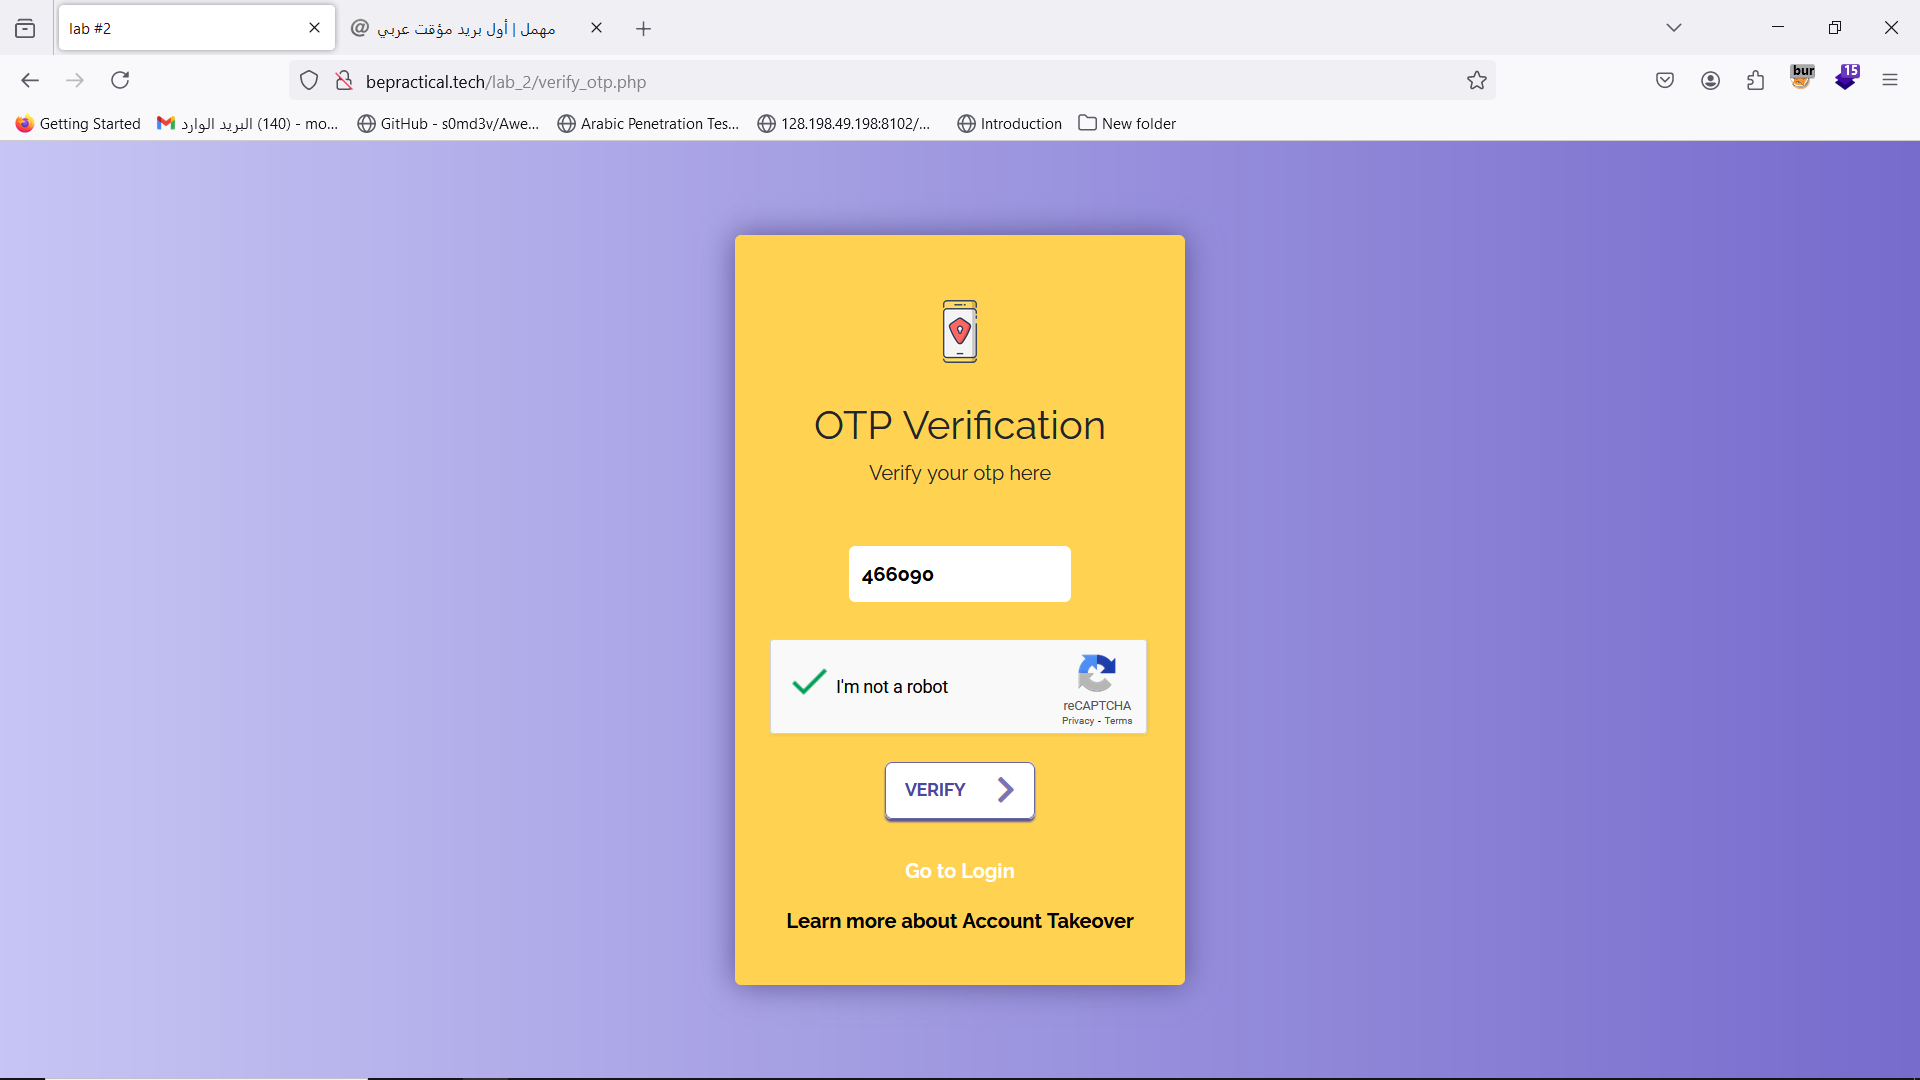 lab #2
@ مهمل | أول بريد مؤقت عربي
bepractical.tech/lab_2/verify_otp.php
bur
15
Getting Started
البريد الوارد (140) - mo...
GitHub - s0md3v/Awe...
Arabic Penetration Tes...
128.198.49.198:8102/...
Introduction
New folder
OTP Verification
Verify your otp here
466090
I'm not a robot
reCAPTCHA
Privacy - Terms
VERIFY
Go to Login
Learn more about Account Takeover